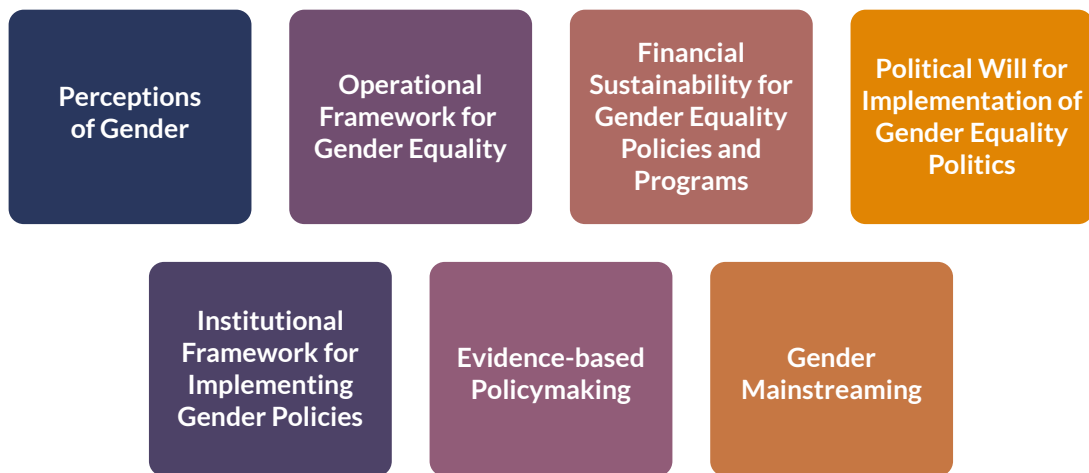 Perceptions
of Gender
Operational
Framework for
Gender Equality
Financial
Sustainability for
Gender Equality
Policies and
Programs
Political Will for
Implementation of
Gender Equality
Politics
Institutional
Framework for
Implementing
Gender Policies
Evidence-based
Policymaking
Gender
Mainstreaming